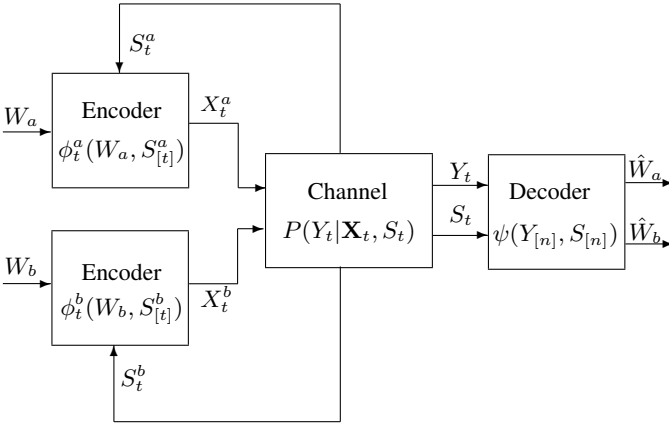 S_t^a
W_a
Encoder
ϕ_t^a(W_a, S_{[t]}^a)
X_t^a
Channel
P(Y_t|𝐗_t, S_t)
Y_t
S_t
Decoder
ψ(Y_{[n]}, S_{[n]})
Ŵ_a
Ŵ_b
W_b
Encoder
ϕ_t^b(W_b, S_{[t]}^b)
X_t^b
S_t^b